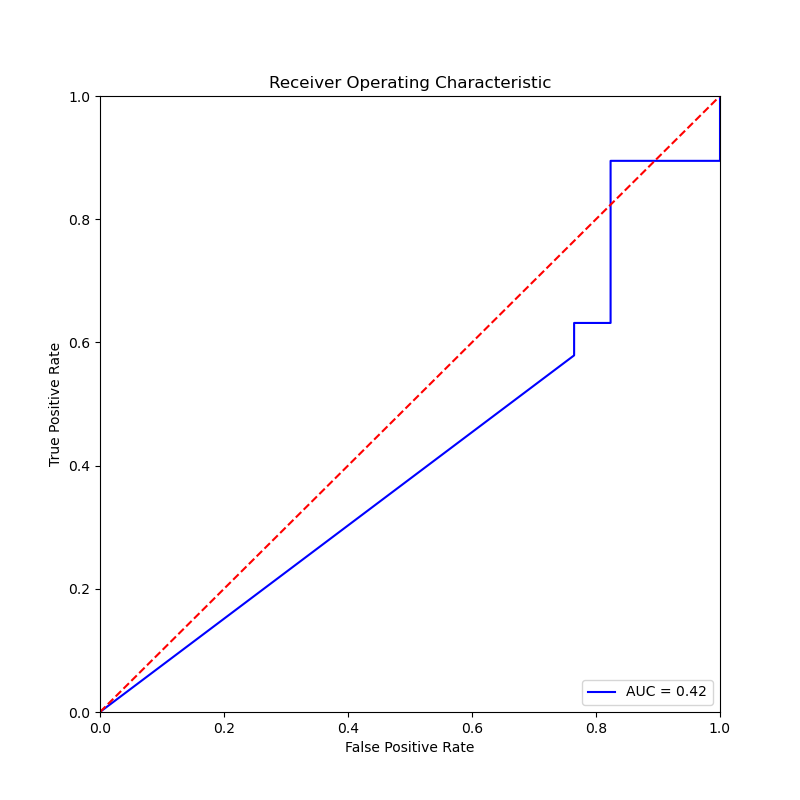 Receiver Operating Characteristic
1.0
0.8
0.6
0.4
0.2
0.0
True Positive Rate
AUC = 0.42
0.0 0.2 0.4 0.6 0.8 1.0
False Positive Rate